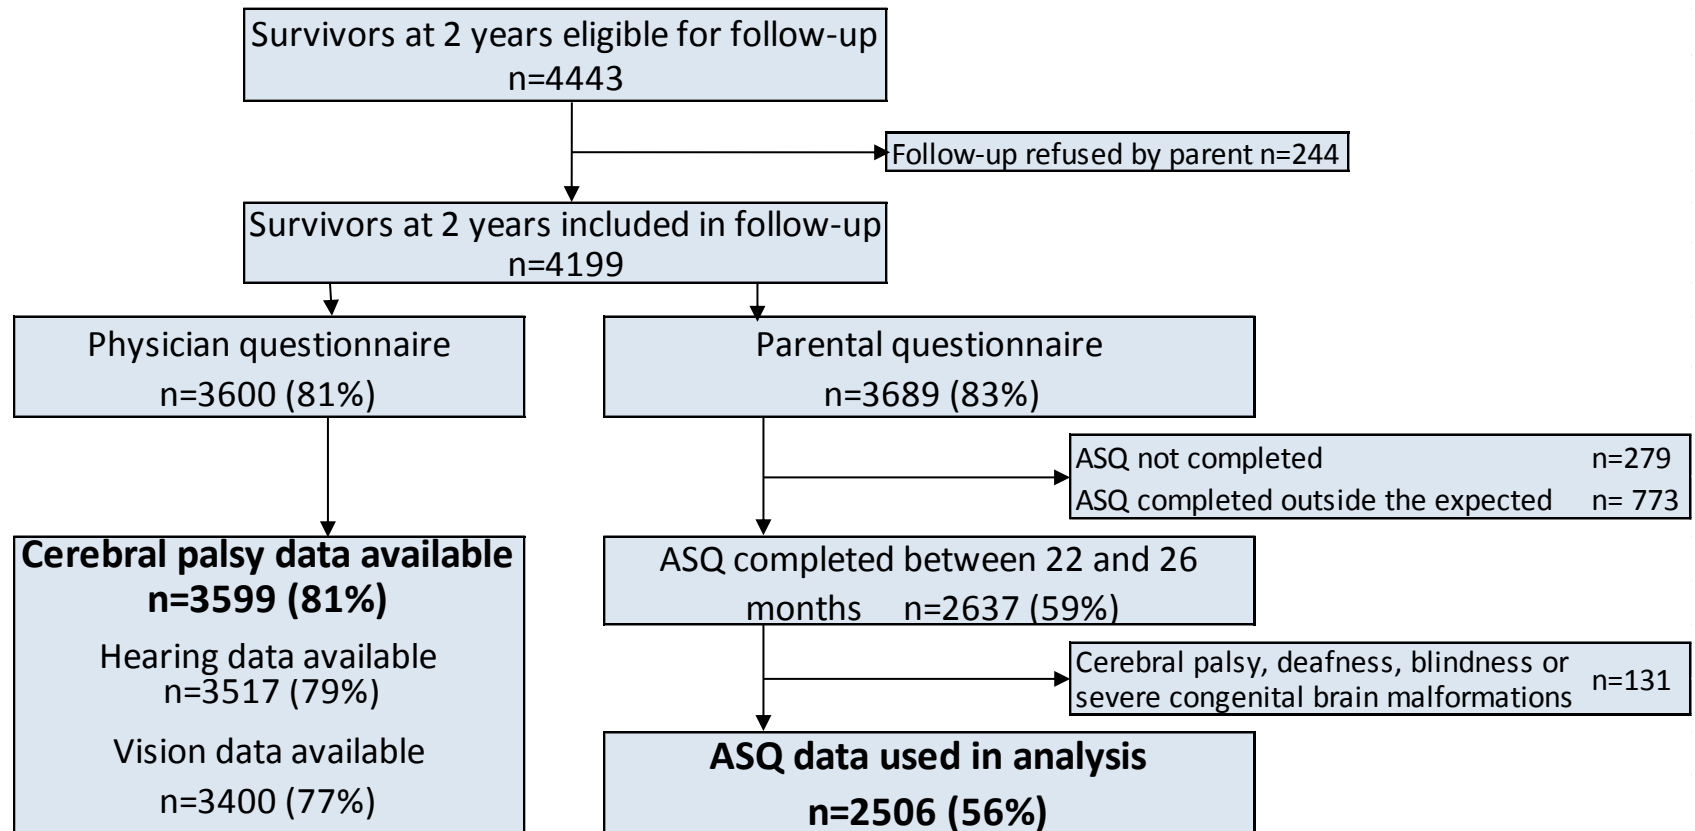 Survivors at 2 years eligible for follow-up
n=4443
Follow-up refused by parent n=244
Survivors at 2 years included in follow-up
n=4199
Physician questionnaire
n=3600 (81%)
Parental questionnaire
n=3689 (83%)
ASQ not completed n=279
ASQ completed outside the expected n= 773
Cerebral palsy data available
n=3599 (81%)
Hearing data available
n=3517 (79%)
Vision data available
n=3400 (77%)
ASQ completed between 22 and 26
months n=2637 (59%)
Cerebral palsy, deafness, blindness or
severe congenital brain malformations n=131
ASQ data used in analysis
n=2506 (56%)